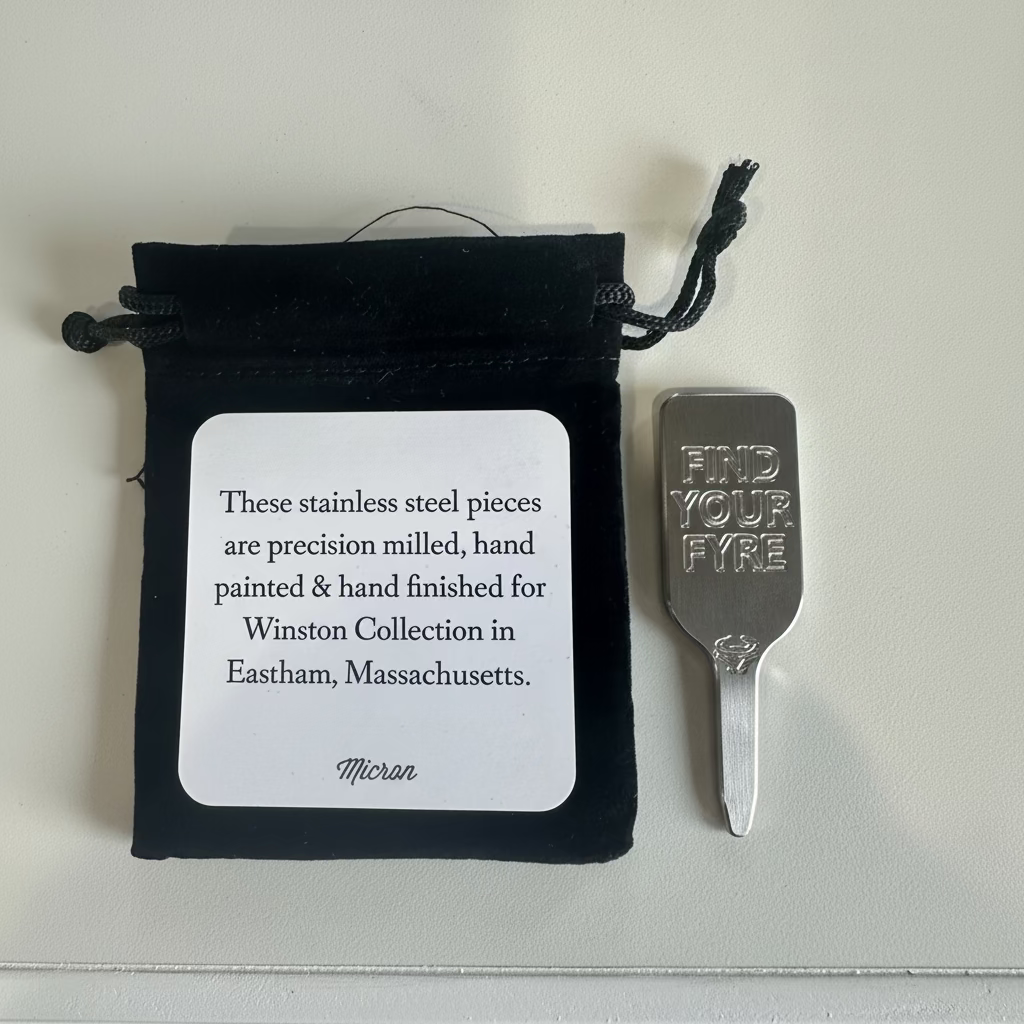 These stainless steel pieces
are precision milled, hand
painted & hand finished for
Winston Collection in
Eastham, Massachusetts.
Micron
FIND
YOUR
FYRE